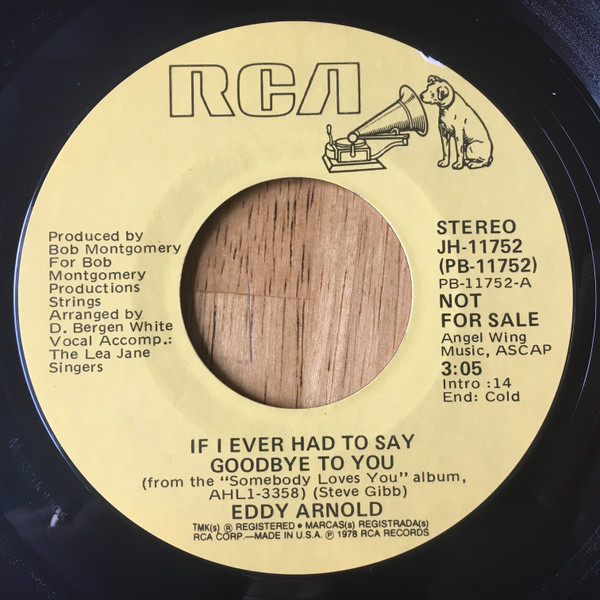 RCA
Produced by
Bob Montgomery
For Bob
Montgomery
Productions
Strings
Arranged by
D. Bergen White
Vocal Accomp.:
The Lea Jane
Singers
STEREO
JH-11752
(PB-11752)
PB-11752-A
NOT
FOR SALE
Angel Wing
Music, ASCAP
3:05
Intro :14
End: Cold
IF I EVER HAD TO SAY
GOODBYE TO YOU
(from the "Somebody Loves You" album,
AHL1-3358) (Steve Gibb)
EDDY ARNOLD
TMK(s) ® REGISTERED • MARCAS(s) REGISTRADA(s)
RCA CORP.—MADE IN U.S.A. ℗ 1978 RCA RECORDS